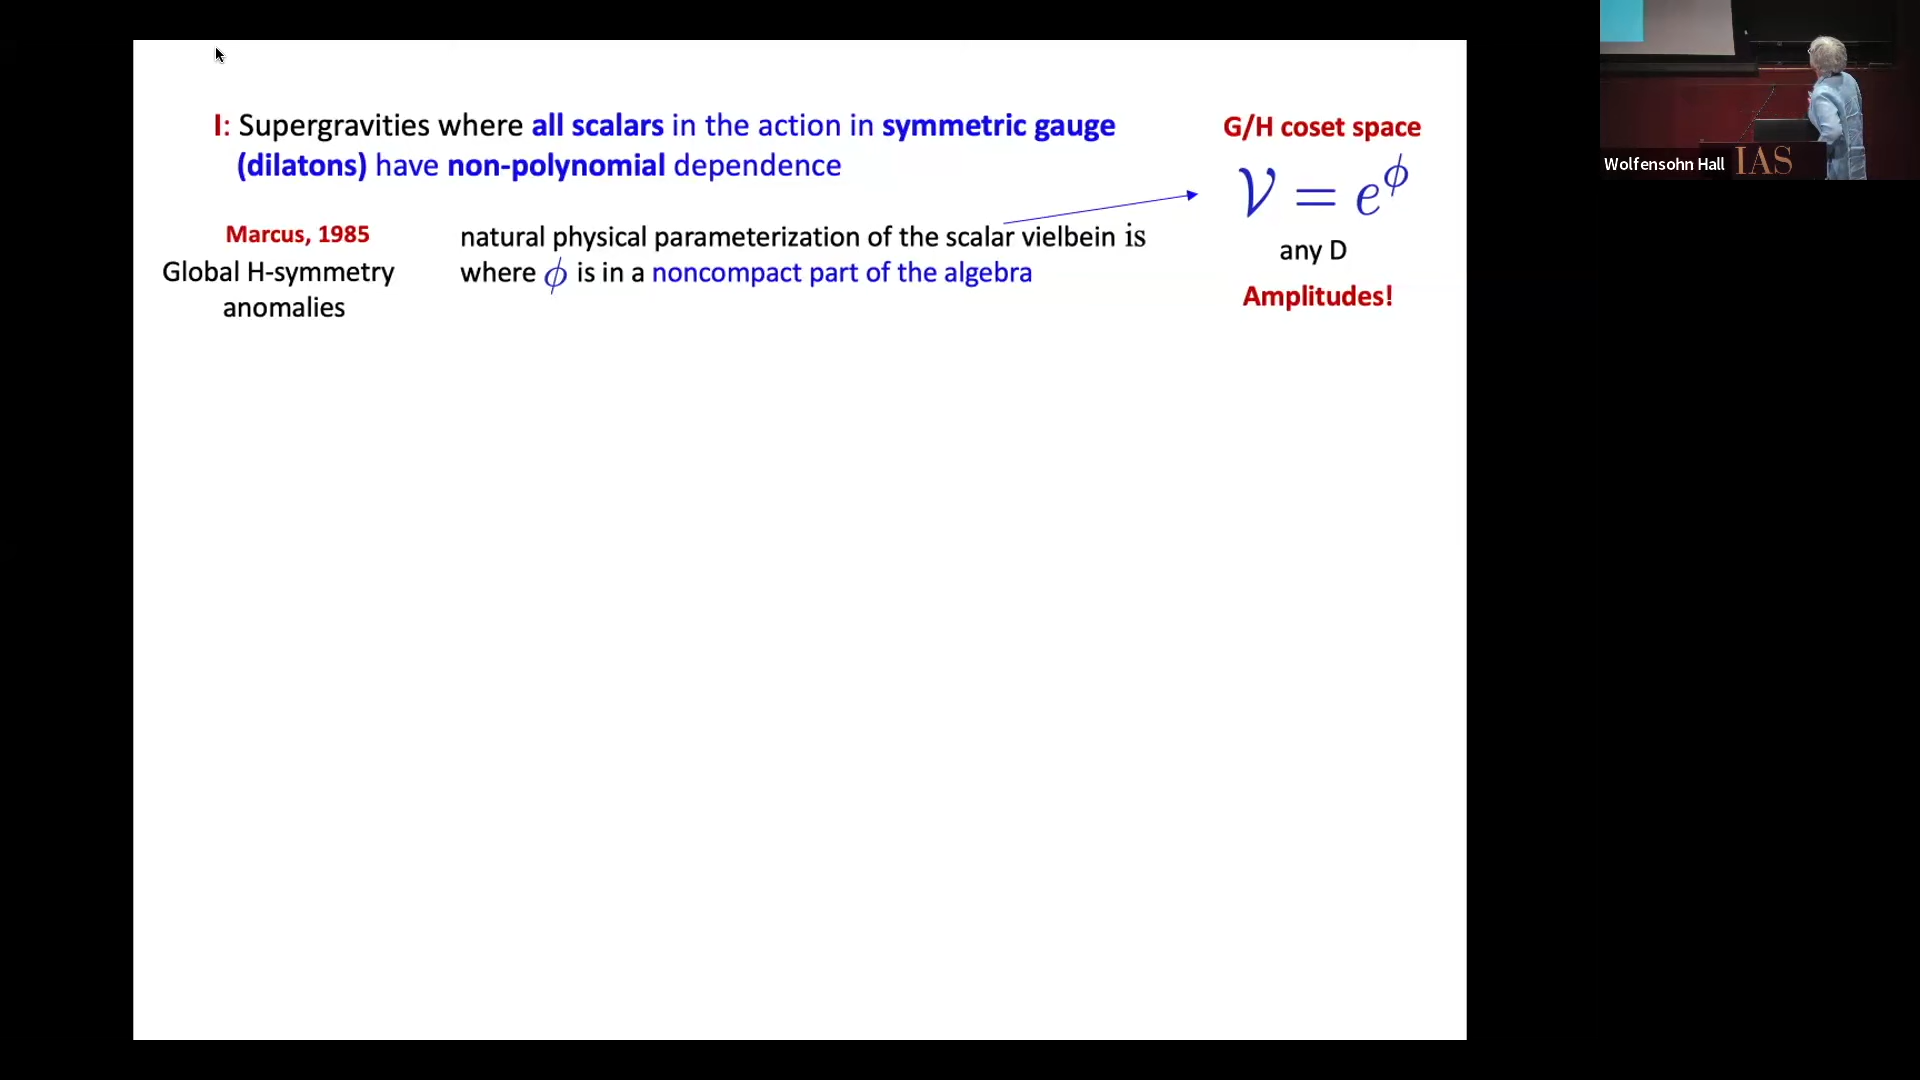 I: Supergravities where all scalars in the action in symmetric gauge
(dilatons) have non-polynomial dependence
G/H coset space
𝒱 = e^ϕ
any D
Amplitudes!
Marcus, 1985
Global H-symmetry
anomalies
natural physical parameterization of the scalar vielbein is
where ϕ is in a noncompact part of the algebra
Wolfensohn Hall
IAS